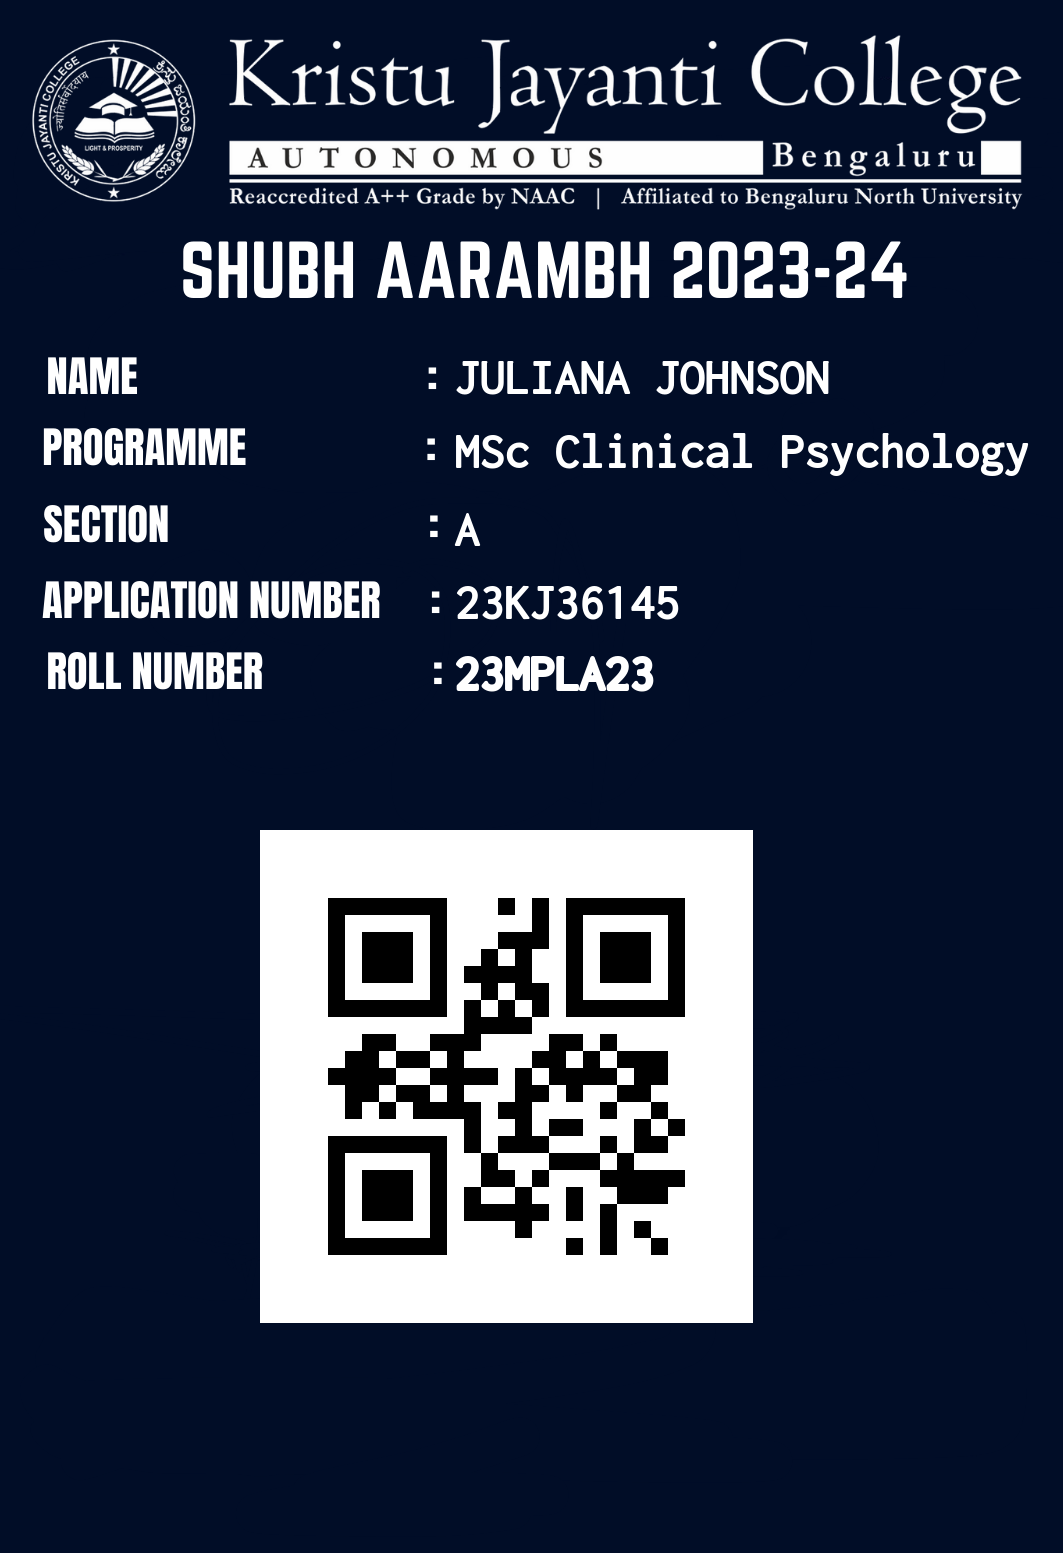 Kristu Jayanti College
AUTONOMOUS Bengaluru
Reaccredited A++ Grade by NAAC | Affiliated to Bengaluru North University
KRISTU JAYANTI COLLEGE
LIGHT & PROSPERITY
SHUBH AARAMBH 2023-24
NAME : JULIANA JOHNSON
PROGRAMME : MSc Clinical Psychology
SECTION : A
APPLICATION NUMBER : 23KJ36145
ROLL NUMBER : 23MPLA23